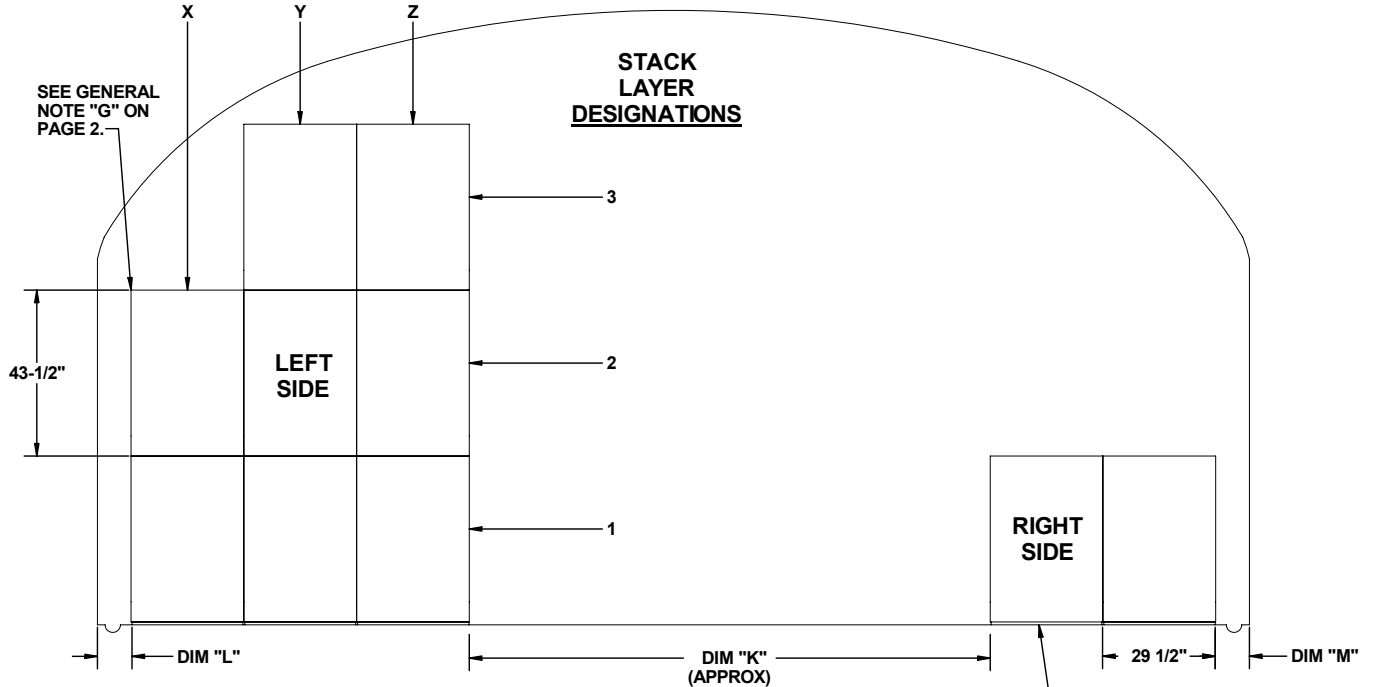 X
Y
Z
STACK
LAYER
DESIGNATIONS
SEE GENERAL
NOTE "G" ON
PAGE 2.
3
43-1/2"
LEFT
SIDE
2
1
RIGHT
SIDE
DIM "L"
DIM "K"
(APPROX)
29 1/2"
DIM "M"